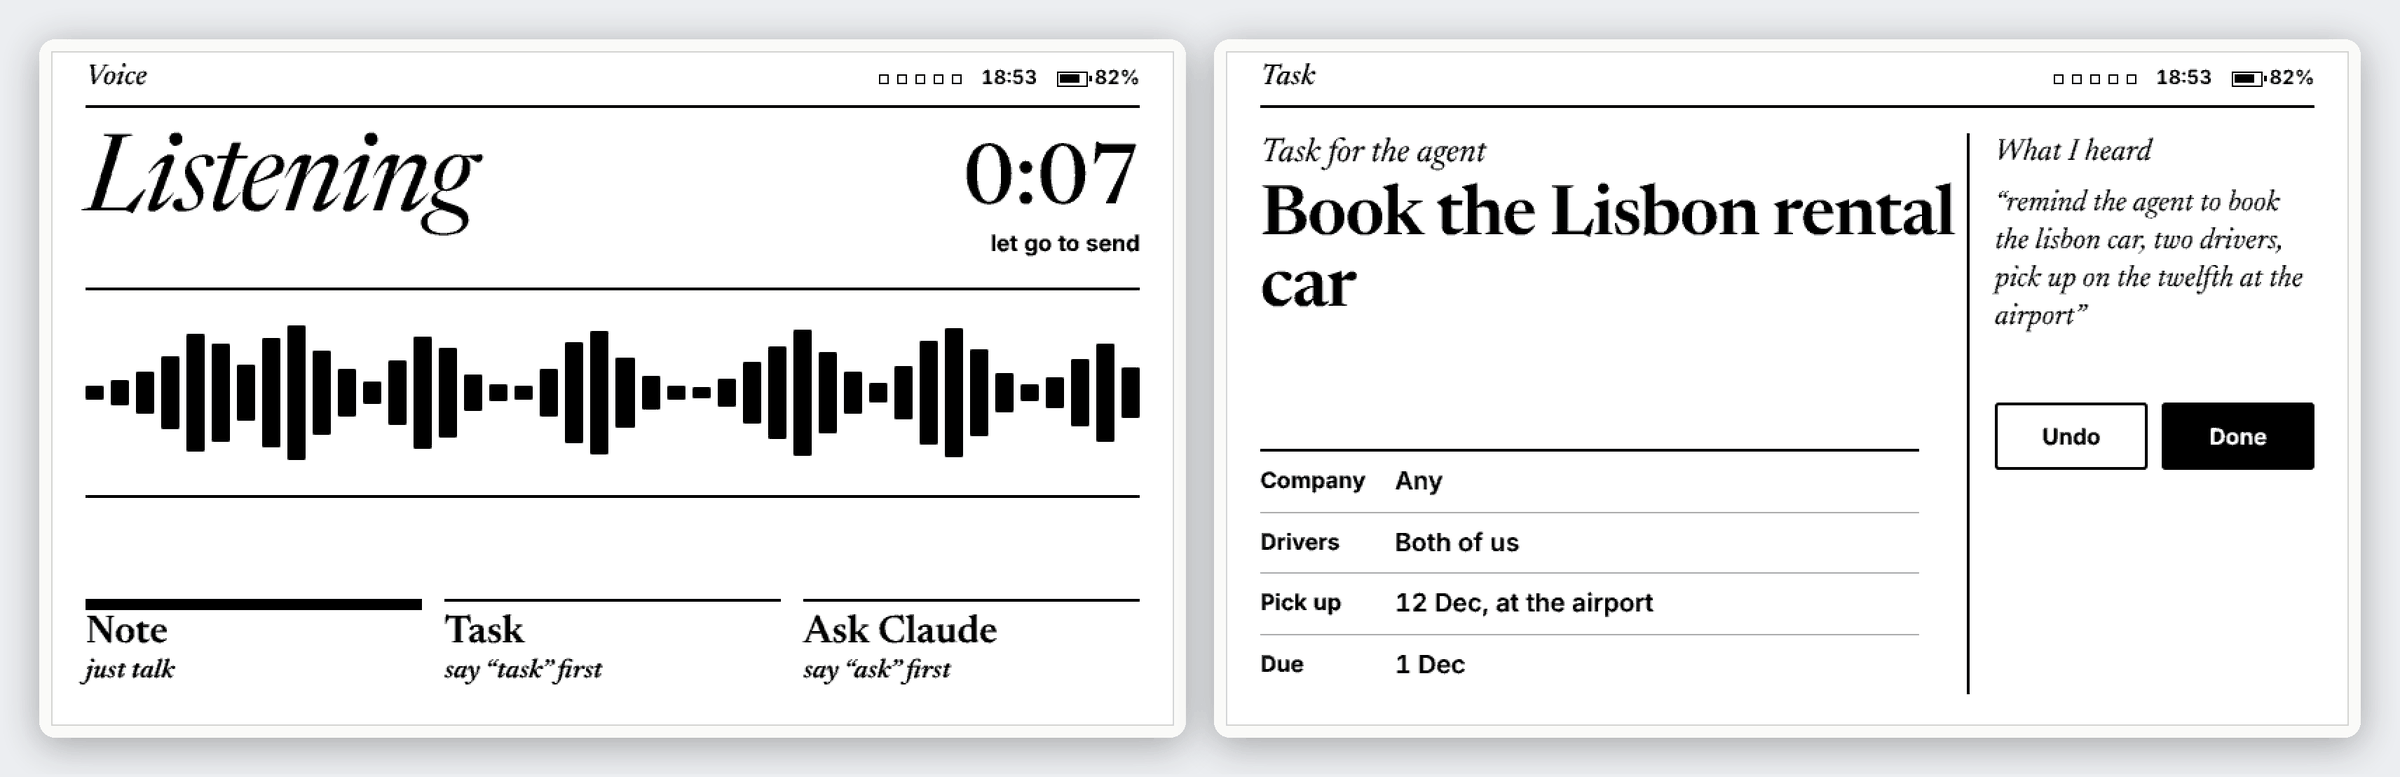 Voice
18:53 82%
Listening
0:07
let go to send
Note
just talk
Task
say “task” first
Ask Claude
say “ask” first
Task
18:53 82%
Task for the agent
Book the Lisbon rental
car
Company Any
Drivers Both of us
Pick up 12 Dec, at the airport
Due 1 Dec
What I heard
“remind the agent to book
the lisbon car, two drivers,
pick up on the twelfth at the
airport”
Undo
Done